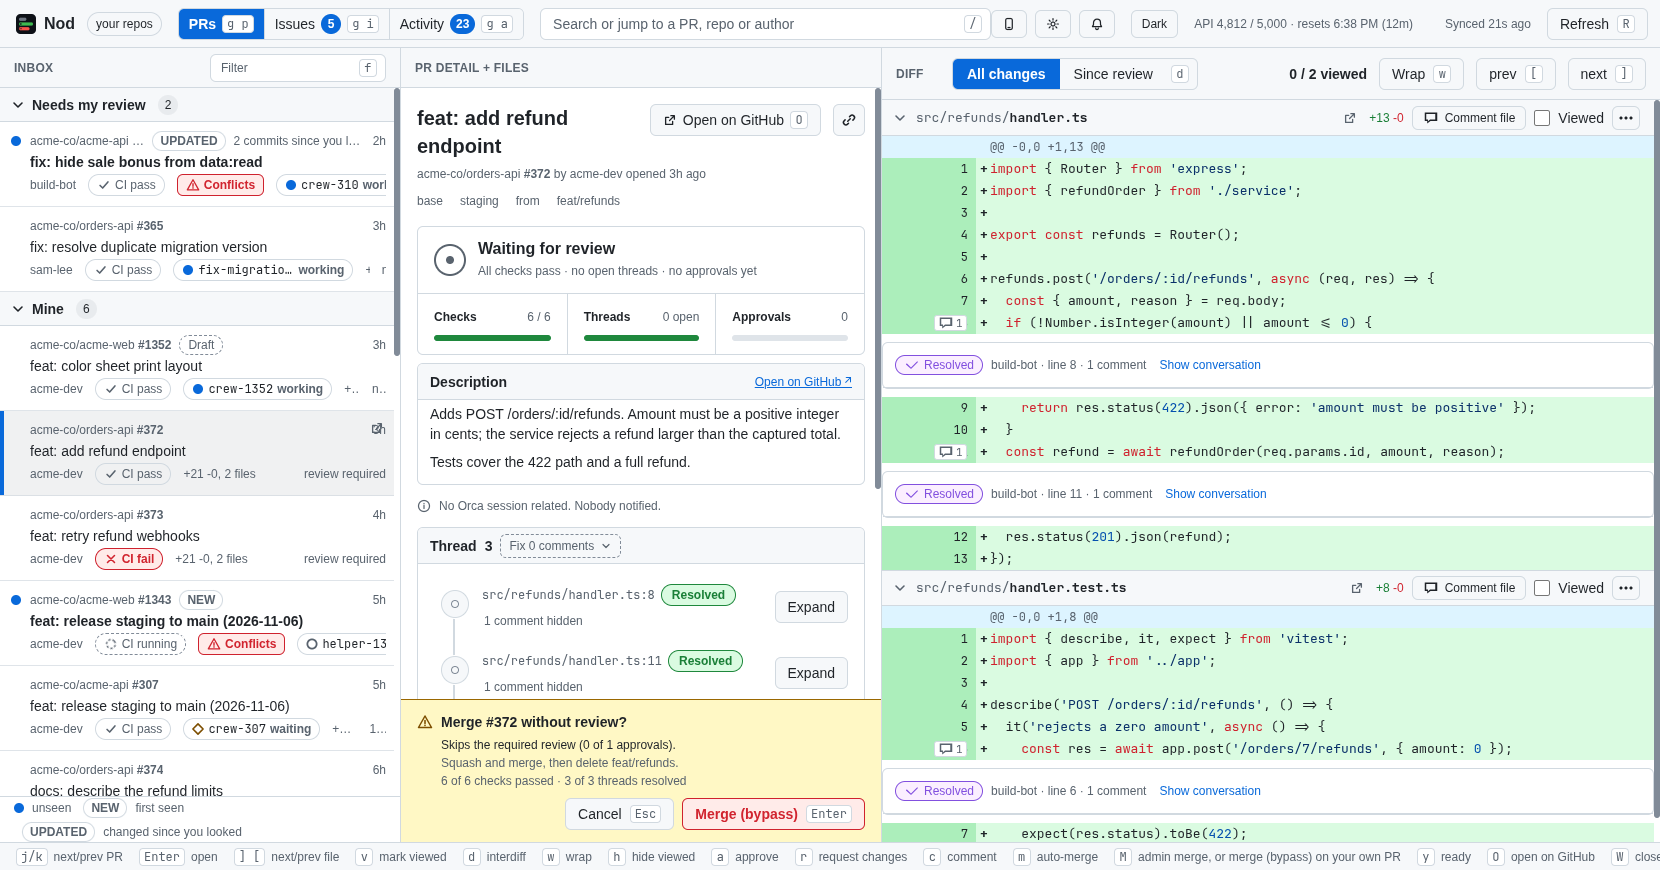 Nod your repos PRs g p Issues 5 g i Activity 23 g a Search or jump to a PR, repo or author / Dark API 4,812 / 5,000 · resets 6:38 PM (12m) Synced 21s ago Refresh R
INBOX Filter f
Needs my review 2
acme-co/acme-api … UPDATED 2 commits since you l… 2h
fix: hide sale bonus from data:read
build-bot CI pass Conflicts crew-310 wor
acme-co/orders-api #365 3h
fix: resolve duplicate migration version
sam-lee CI pass fix-migratio… working +
Mine 6
acme-co/acme-web #1352 Draft 3h
feat: color sheet print layout
acme-dev CI pass crew-1352 working +… n…
acme-co/orders-api #372
feat: add refund endpoint
acme-dev CI pass +21 -0, 2 files review required
acme-co/orders-api #373 4h
feat: retry refund webhooks
acme-dev CI fail +21 -0, 2 files review required
acme-co/acme-web #1343 NEW 5h
feat: release staging to main (2026-11-06)
acme-dev CI running Conflicts helper-13
acme-co/acme-api #307 5h
feat: release staging to main (2026-11-06)
acme-dev CI pass crew-307 waiting +… 1…
acme-co/orders-api #374 6h
docs: describe the refund limits
unseen NEW first seen
UPDATED changed since you looked
PR DETAIL + FILES
feat: add refund endpoint
Open on GitHub O
acme-co/orders-api #372 by acme-dev opened 3h ago
base staging from feat/refunds
Waiting for review
All checks pass · no open threads · no approvals yet
Checks 6 / 6 Threads 0 open Approvals 0
Description Open on GitHub
Adds POST /orders/:id/refunds. Amount must be a positive integer
in cents; the service rejects a refund larger than the captured total.
Tests cover the 422 path and a full refund.
No Orca session related. Nobody notified.
Thread 3 Fix 0 comments
src/refunds/handler.ts:8 Resolved
1 comment hidden
Expand
src/refunds/handler.ts:11 Resolved
1 comment hidden
Expand
Merge #372 without review?
Skips the required review (0 of 1 approvals).
Squash and merge, then delete feat/refunds.
6 of 6 checks passed · 3 of 3 threads resolved
Cancel Esc Merge (bypass) Enter
DIFF All changes Since review d 0 / 2 viewed Wrap w prev [ next ]
src/refunds/handler.ts +13 -0 Comment file Viewed
@@ -0,0 +1,13 @@
1 +import { Router } from 'express';
2 +import { refundOrder } from './service';
3 +
4 +export const refunds = Router();
5 +
6 +refunds.post('/orders/:id/refunds', async (req, res) => {
7 + const { amount, reason } = req.body;
1 + if (!Number.isInteger(amount) || amount <= 0) {
Resolved build-bot · line 8 · 1 comment Show conversation
9 + return res.status(422).json({ error: 'amount must be positive' });
10 + }
1 + const refund = await refundOrder(req.params.id, amount, reason);
Resolved build-bot · line 11 · 1 comment Show conversation
12 + res.status(201).json(refund);
13 +});
src/refunds/handler.test.ts +8 -0 Comment file Viewed
@@ -0,0 +1,8 @@
1 +import { describe, it, expect } from 'vitest';
2 +import { app } from '../app';
3 +
4 +describe('POST /orders/:id/refunds', () => {
5 + it('rejects a zero amount', async () => {
1 + const res = await app.post('/orders/7/refunds', { amount: 0 });
Resolved build-bot · line 6 · 1 comment Show conversation
7 + expect(res.status).toBe(422);
j/k next/prev PR Enter open ] [ next/prev file v mark viewed d interdiff w wrap h hide viewed a approve r request changes c comment m auto-merge M admin merge, or merge (bypass) on your own PR y ready O open on GitHub W close